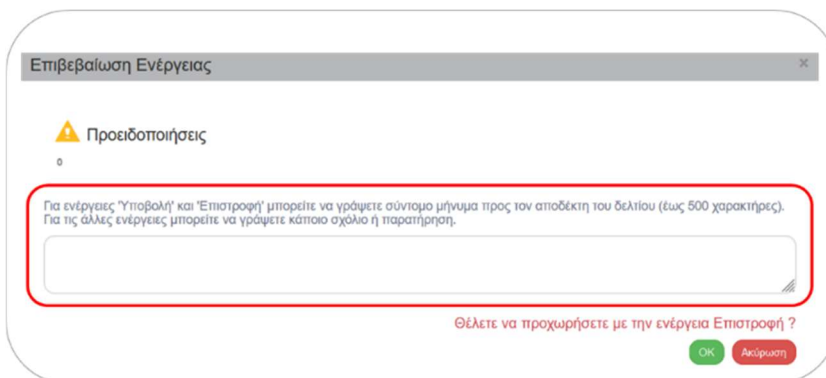 Επιβεβαίωση Ενέργειας ×
Προειδοποιήσεις
0
Για ενέργειες 'Υποβολή' και 'Επιστροφή' μπορείτε να γράψετε σύντομο μήνυμα προς τον αποδέκτη του δελτίου (έως 500 χαρακτήρες).
Για τις άλλες ενέργειες μπορείτε να γράψετε κάποιο σχόλιο ή παρατήρηση.
Θέλετε να προχωρήσετε με την ενέργεια Επιστροφή ?
OK Ακύρωση